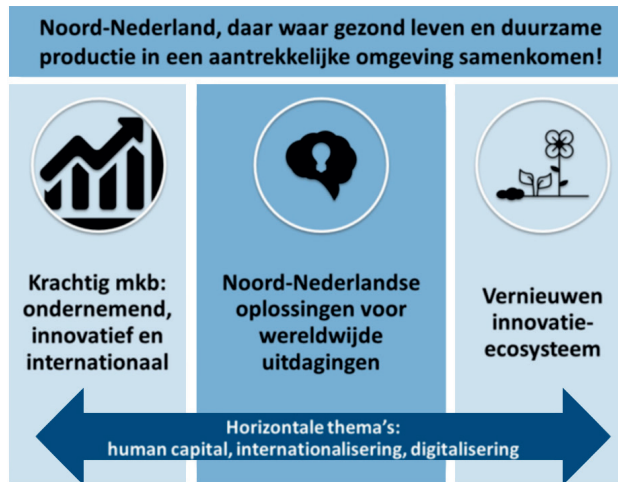 Noord-Nederland, daar waar gezond leven en duurzame
productie in een aantrekkelijke omgeving samenkomen!
Krachtig mkb:
ondernemend,
innovatief en
internationaal
Noord-Nederlandse
oplossingen voor
wereldwijde
uitdagingen
Vernieuwen
innovatie-
ecosysteem
Horizontale thema's:
human capital, internationalisering, digitalisering